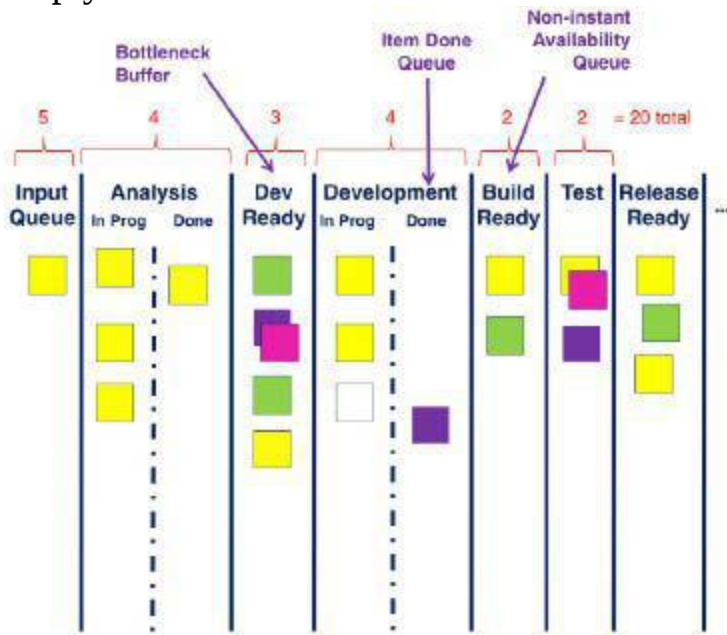 Non-instant
Availability
Queue
Bottleneck
Buffer
Item Done
Queue
5 4 3 4 2 2 = 20 total
Input Analysis Dev Development Build Test Release
Queue In Prog Done Ready In Prog Done Ready Ready ...